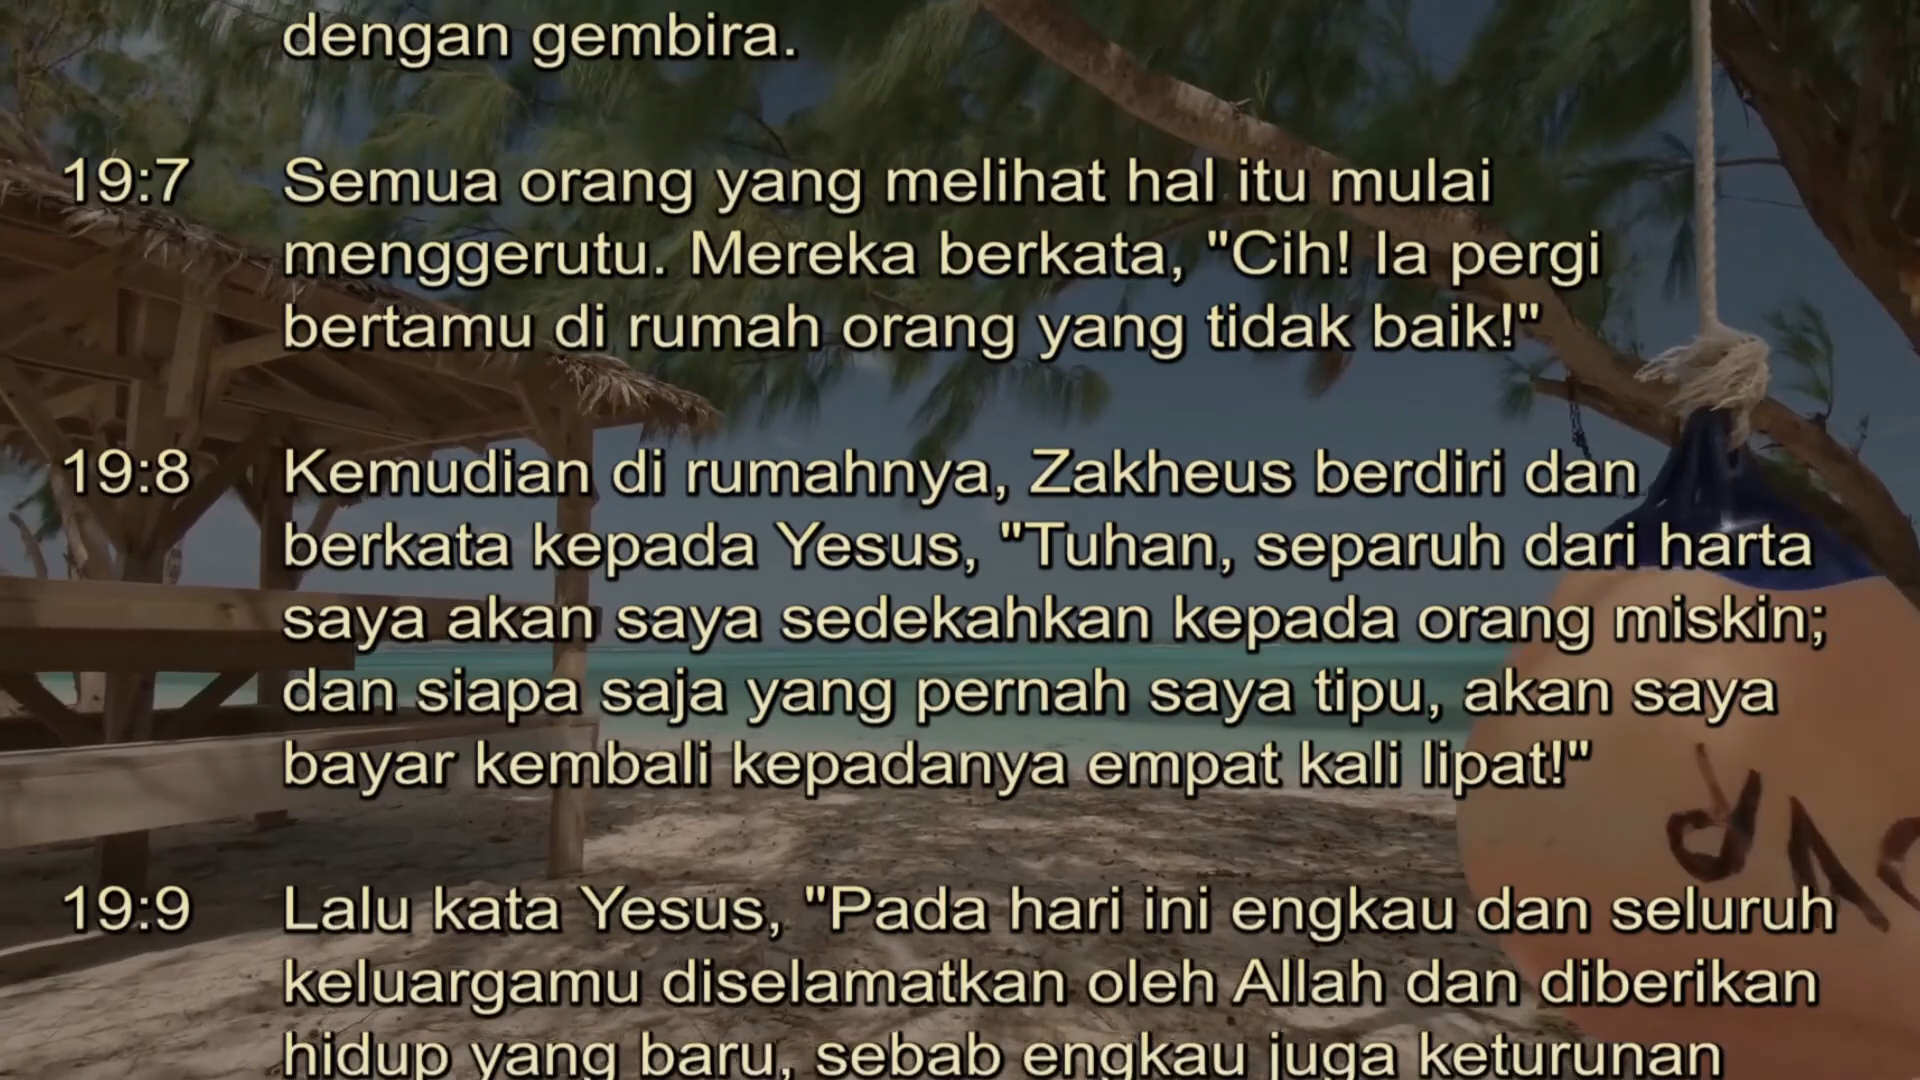 dengan gembira.
19:7 Semua orang yang melihat hal itu mulai
menggerutu. Mereka berkata, "Cih! Ia pergi
bertamu di rumah orang yang tidak baik!"
19:8 Kemudian di rumahnya, Zakheus berdiri dan
berkata kepada Yesus, "Tuhan, separuh dari harta
saya akan saya sedekahkan kepada orang miskin;
dan siapa saja yang pernah saya tipu, akan saya
bayar kembali kepadanya empat kali lipat!"
19:9 Lalu kata Yesus, "Pada hari ini engkau dan seluruh
keluargamu diselamatkan oleh Allah dan diberikan
hidup yang baru, sebab engkau juga keturunan